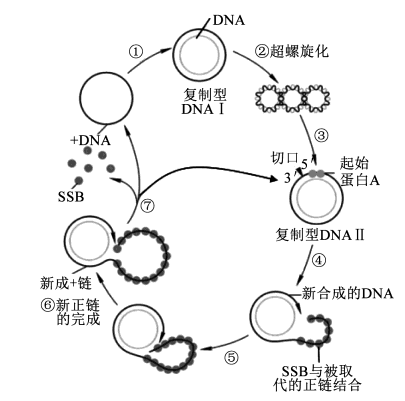 DNA
①
②超螺旋化
复制型
DNAⅠ
+DNA
③
切口
5
3
起始
蛋白A
SSB
⑦
复制型DNAⅡ
④
新成+链
新合成的DNA
⑥新正链
的完成
⑤
SSB与被取
代的正链结合